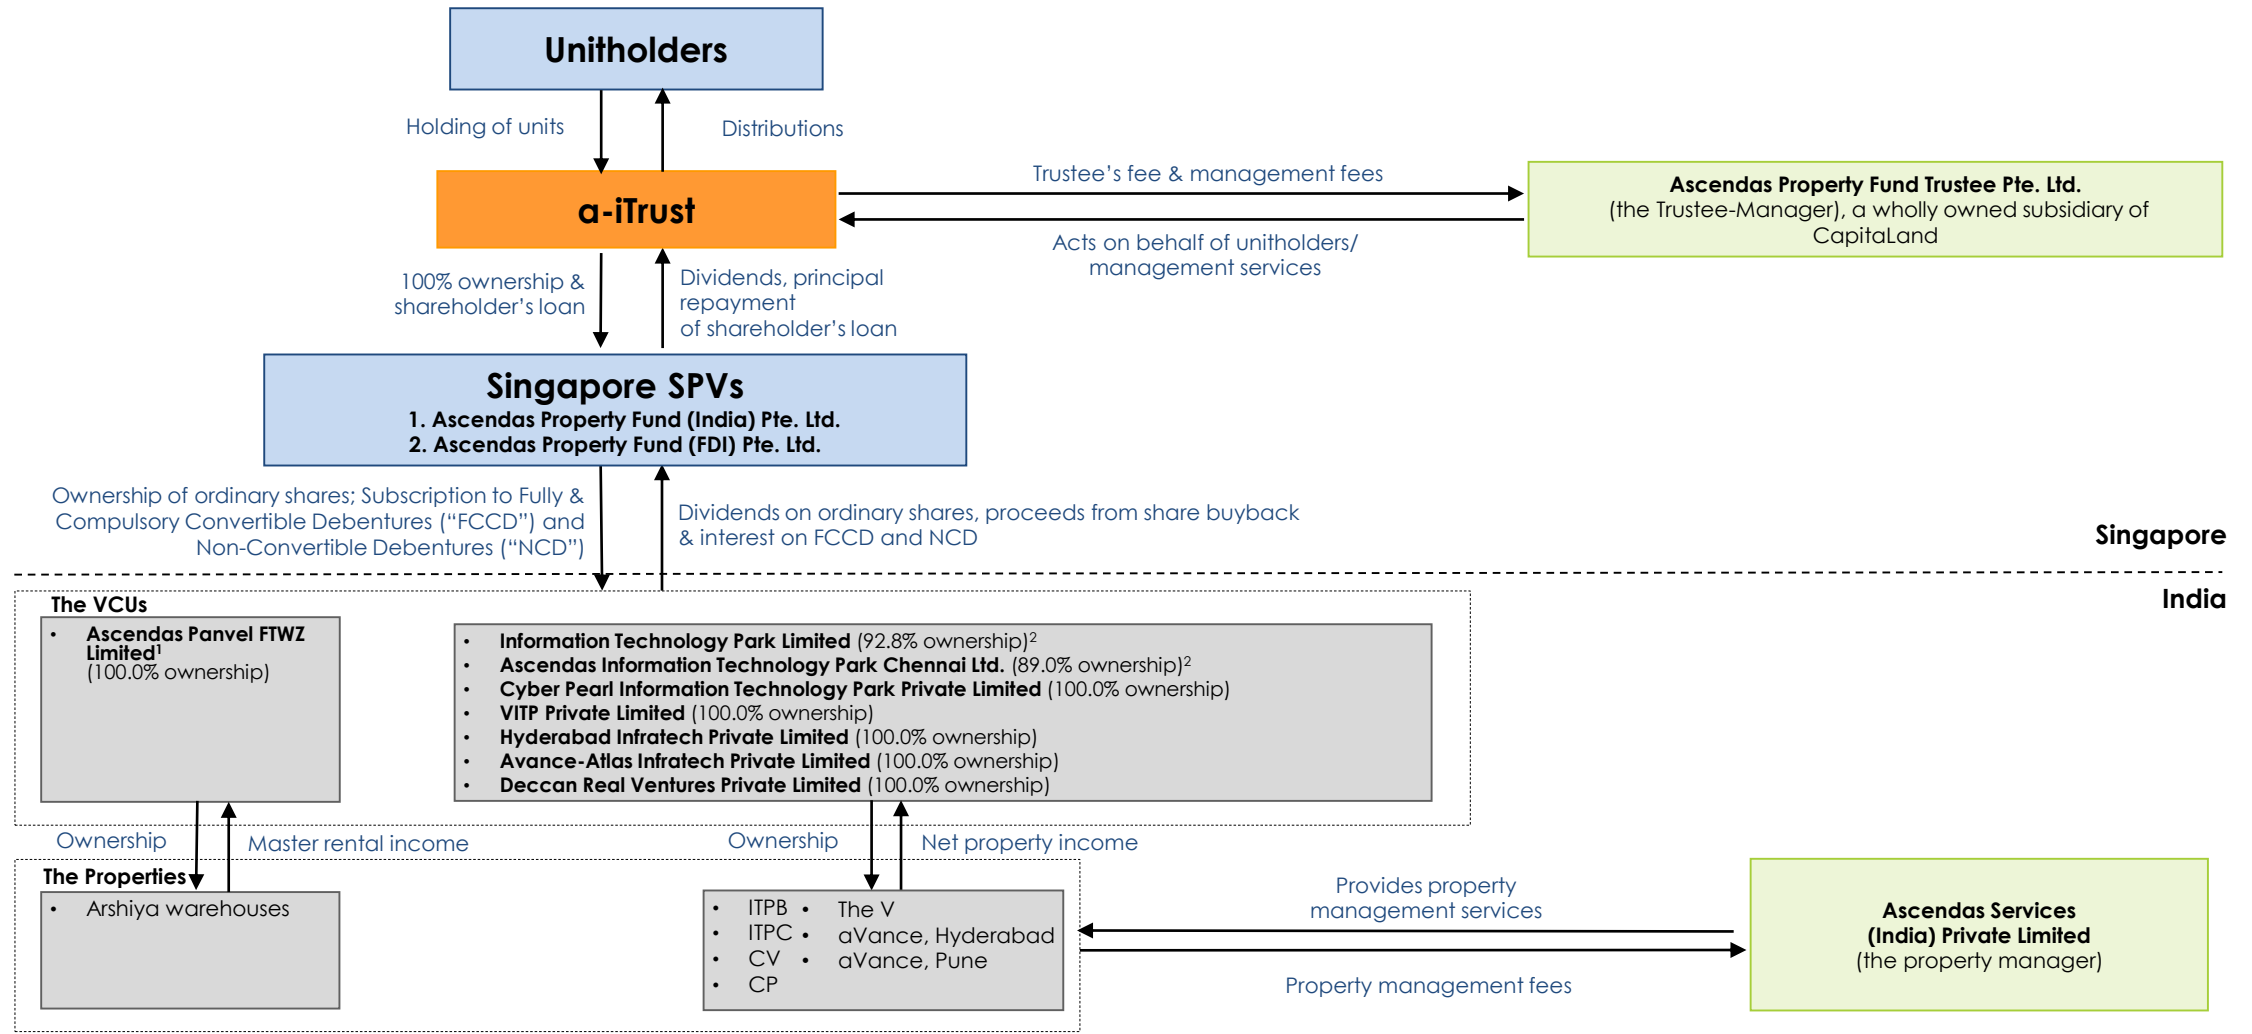 Unitholders
Holding of units
Distributions
a-iTrust
Trustee's fee & management fees
Acts on behalf of unitholders/
management services
Ascendas Property Fund Trustee Pte. Ltd.
(the Trustee-Manager), a wholly owned subsidiary of
CapitaLand
100% ownership &
shareholder's loan
Dividends, principal
repayment
of shareholder's loan
Singapore SPVs
1. Ascendas Property Fund (India) Pte. Ltd.
2. Ascendas Property Fund (FDI) Pte. Ltd.
Ownership of ordinary shares; Subscription to Fully &
Compulsory Convertible Debentures ("FCCD") and
Non-Convertible Debentures ("NCD")
Dividends on ordinary shares, proceeds from share buyback
& interest on FCCD and NCD
Singapore
India
The VCUs
• Ascendas Panvel FTWZ
Limited¹
(100.0% ownership)
• Information Technology Park Limited (92.8% ownership)²
• Ascendas Information Technology Park Chennai Ltd. (89.0% ownership)²
• Cyber Pearl Information Technology Park Private Limited (100.0% ownership)
• VITP Private Limited (100.0% ownership)
• Hyderabad Infratech Private Limited (100.0% ownership)
• Avance-Atlas Infratech Private Limited (100.0% ownership)
• Deccan Real Ventures Private Limited (100.0% ownership)
Ownership
Master rental income
Ownership
Net property income
The Properties
• Arshiya warehouses
• ITPB
• ITPC
• CV
• CP
• The V
• aVance, Hyderabad
• aVance, Pune
Provides property
management services
Property management fees
Ascendas Services
(India) Private Limited
(the property manager)